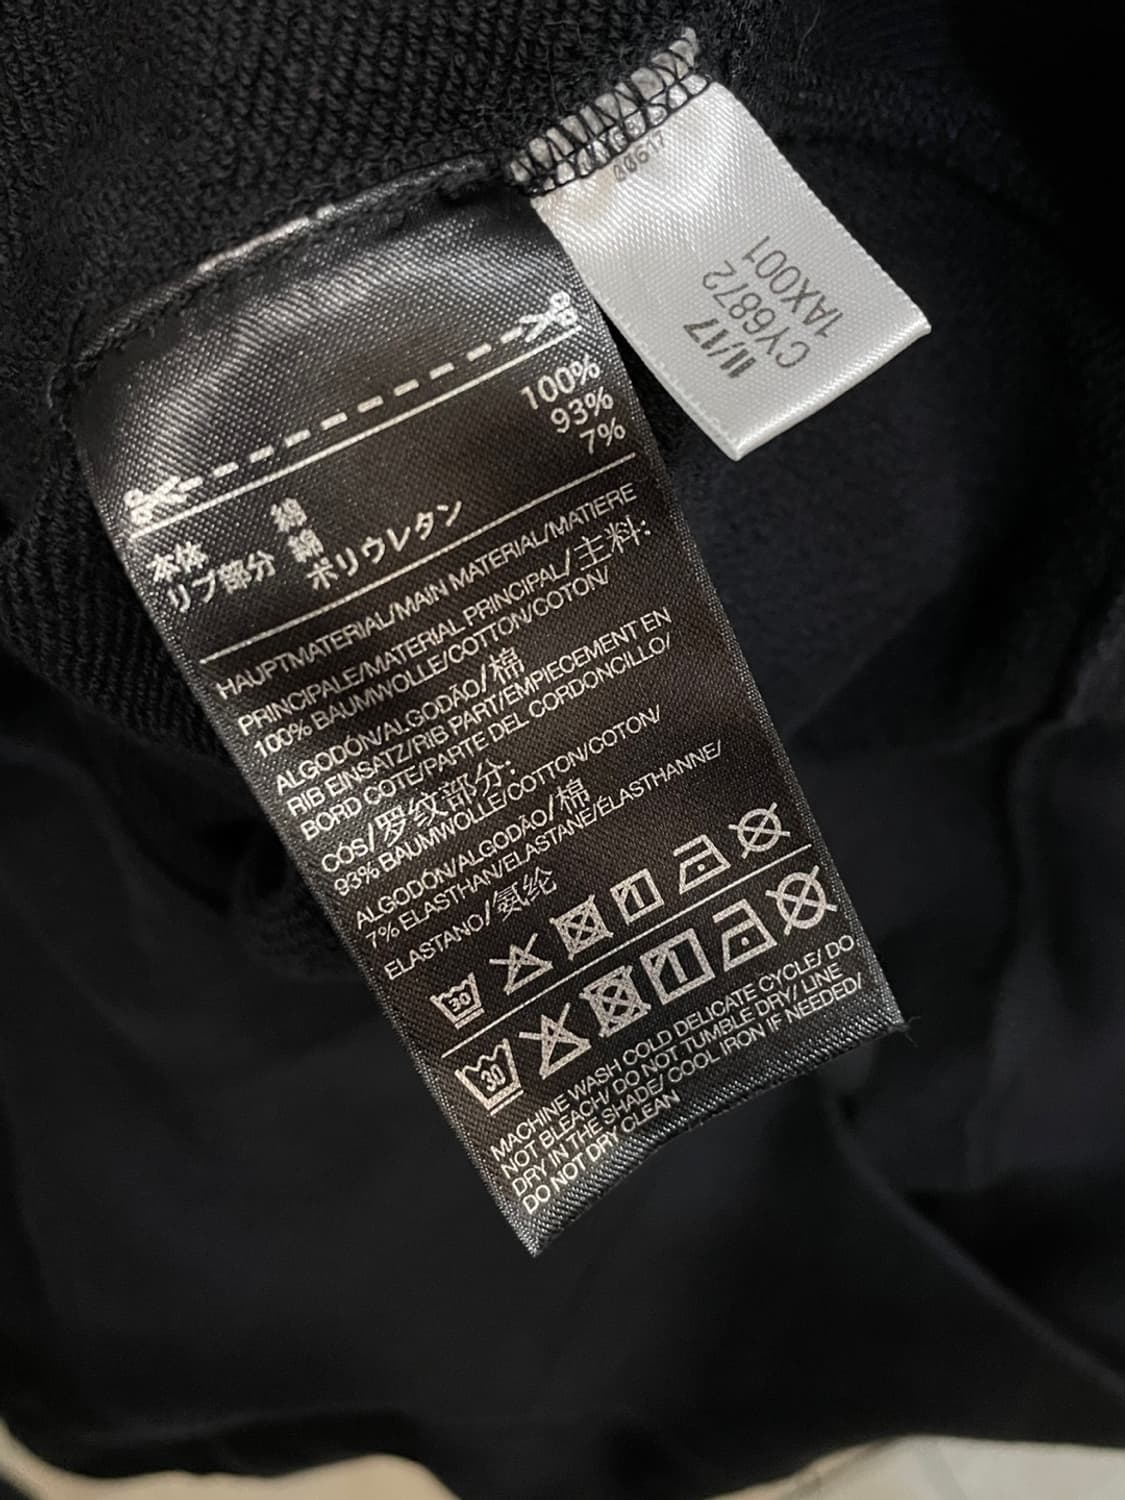 00617
11/17
CY6872
1AX001
本体 綿 100%
リブ部分 綿 93%
ポリウレタン 7%
HAUPTMATERIAL/MAIN MATERIAL/MATIERE
PRINCIPALE/MATERIAL PRINCIPAL/主料:
100% BAUMWOLLE/COTTON/COTON/
ALGODÓN/ALGODÃO/棉
RIB EINSATZ/RIB PART/EMPIECEMENT EN
BORD COTE/PARTE DEL CORDONCILLO/
CÓS/罗纹部分:
93% BAUMWOLLE/COTTON/COTON/
ALGODÓN/ALGODÃO/棉
7% ELASTHAN/ELASTANE/ÉLASTHANNE/
ELASTANO/氨纶
30
30
MACHINE WASH COLD DELICATE CYCLE/ DO
NOT BLEACH/ DO NOT TUMBLE DRY/ LINE
DRY IN THE SHADE/ COOL IRON IF NEEDED/
DO NOT DRY CLEAN